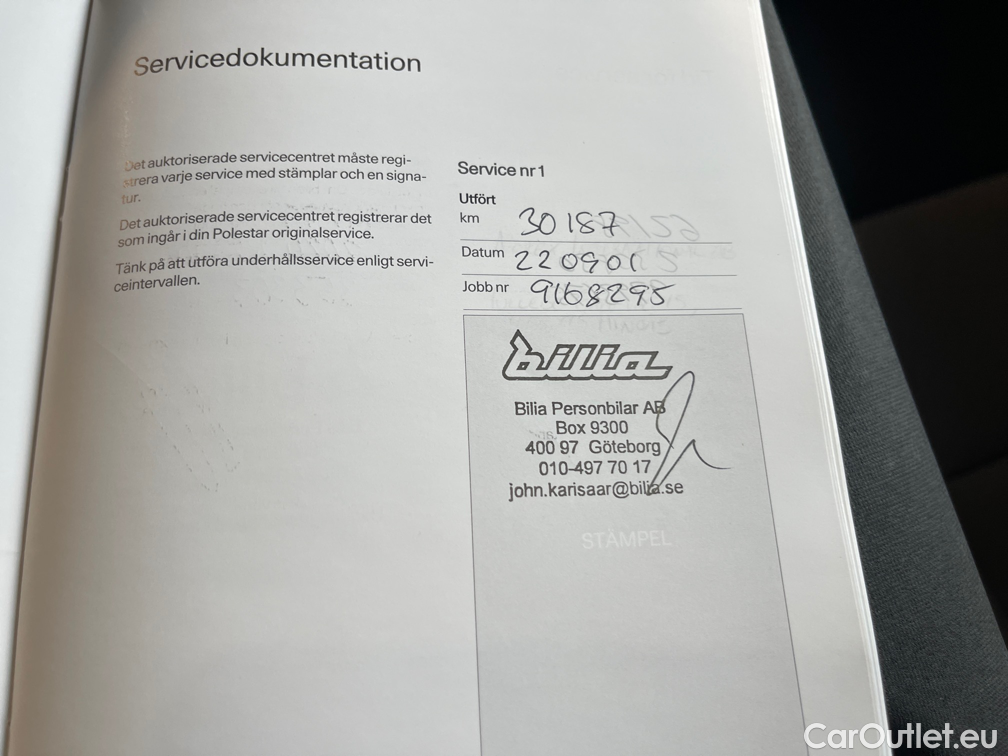 Servicedokumentation
Det auktoriserade servicecentret måste regi-
strera varje service med stämplar och en signa-
tur.
Det auktoriserade servicecentret registrerar det
som ingår i din Polestar originalservice.
Tänk på att utföra underhållsservice enligt servi-
ceintervallen.
Service nr 1
Utfört
km 30187
Datum 220901
Jobb nr 9168295
bilia
Bilia Personbilar AB
Box 9300
400 97 Göteborg
010-497 70 17
john.karisaar@bilia.se
STÄMPEL
CarOutlet.eu